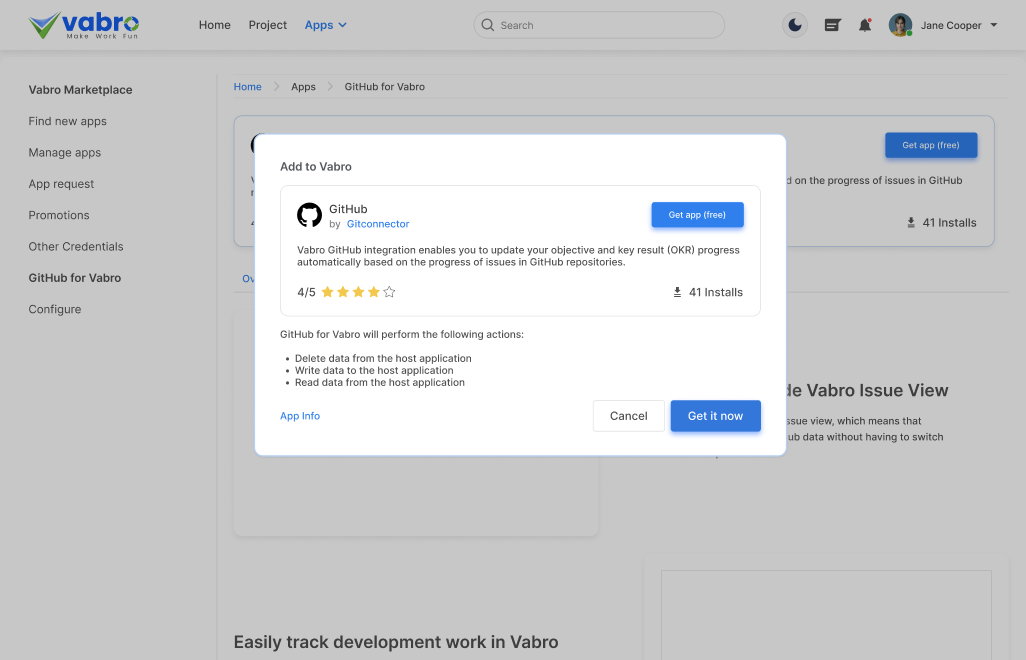 vabro
Make Work Fun
Home Project Apps
Search
Jane Cooper
Vabro Marketplace
Find new apps
Manage apps
App request
Promotions
Other Credentials
GitHub for Vabro
Configure
Home Apps GitHub for Vabro
Get app (free)
d on the progress of issues in GitHub
41 Installs
Ov
Add to Vabro
GitHub
by Gitconnector
Get app (free)
Vabro GitHub integration enables you to update your objective and key result (OKR) progress
automatically based on the progress of issues in GitHub repositories.
4/5
41 Installs
GitHub for Vabro will perform the following actions:
• Delete data from the host application
• Write data to the host application
• Read data from the host application
App Info
Cancel
Get it now
de Vabro Issue View
ssue view, which means that
ub data without having to switch
Easily track development work in Vabro